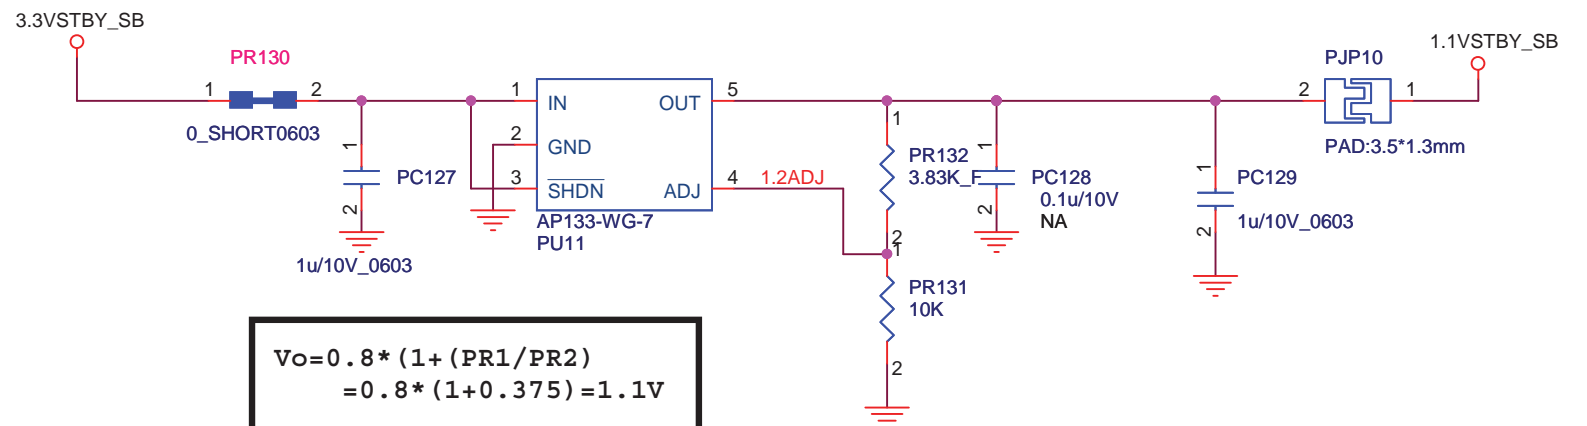 3.3VSTBY_SB
1.1VSTBY_SB
PR130
PJP10
1
2
1
IN
OUT
5
2
1
0_SHORT0603
PAD:3.5*1.3mm
1
2
PC127
1u/10V_0603
2
GND
3
SHDN
ADJ
4
1.2ADJ
AP133-WG-7
PU11
1
PR132
3.83K_F
2
1
PC128
0.1u/10V
NA
2
1
PC129
1u/10V_0603
2
1
PR131
10K
2
Vo=0.8*(1+(PR1/PR2)
=0.8*(1+0.375)=1.1V